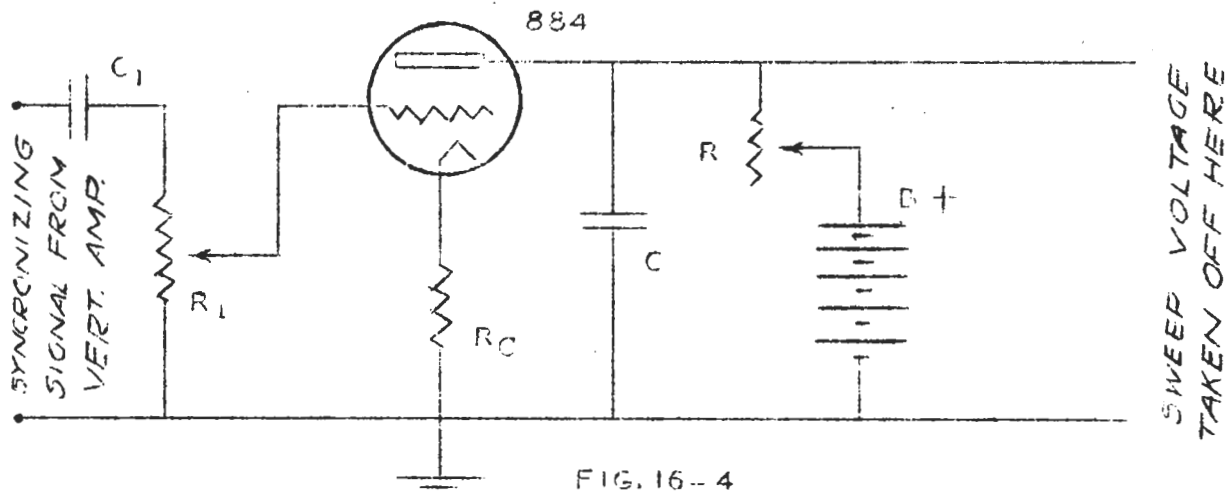 884
C1
SYNCRONIZING
SIGNAL FROM
VERT. AMP.
R1
RC
C
R
B +
SWEEP VOLTAGE
TAKEN OFF HERE
FIG. 16-4